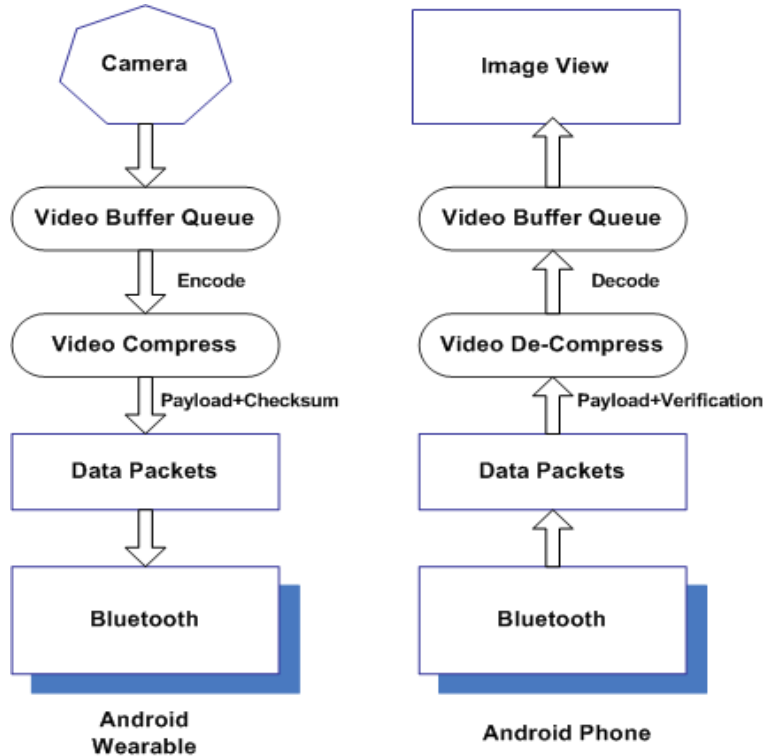 Camera
Video Buffer Queue
Encode
Video Compress
Payload+Checksum
Data Packets
Bluetooth
Android
Wearable
Image View
Video Buffer Queue
Decode
Video De-Compress
Payload+Verification
Data Packets
Bluetooth
Android Phone